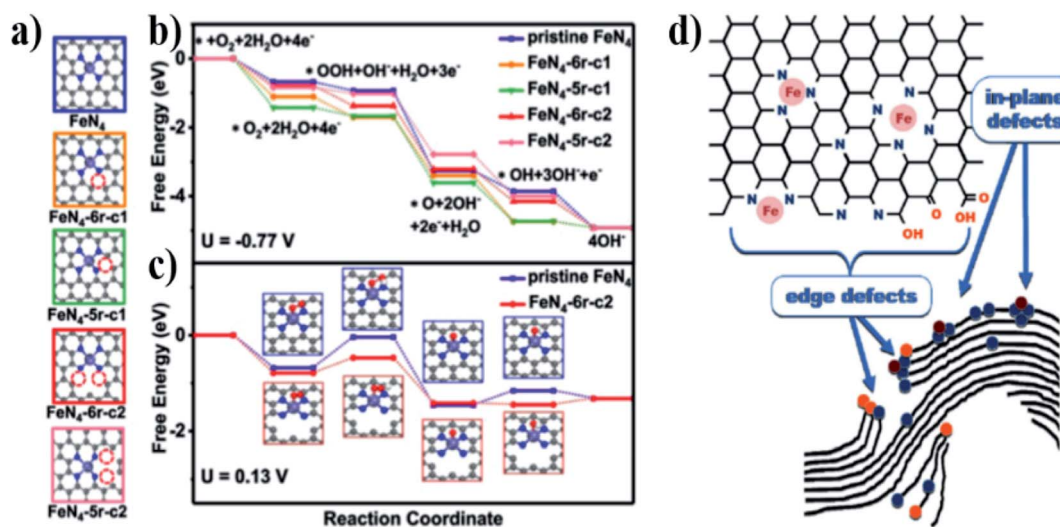 a)
FeN₄
FeN₄-6r-c1
FeN₄-5r-c1
FeN₄-6r-c2
FeN₄-5r-c2
b)
Free Energy (eV)
0
-2
-4
* +O₂+2H₂O+4e⁻
* O₂+2H₂O+4e⁻
* OOH+OH⁻+H₂O+3e⁻
* O+2OH⁻
+2e⁻+H₂O
* OH+3OH⁻+e⁻
4OH⁻
pristine FeN₄
FeN₄-6r-c1
FeN₄-5r-c1
FeN₄-6r-c2
FeN₄-5r-c2
U = -0.77 V
c)
Free Energy (eV)
0
-2
pristine FeN₄
FeN₄-6r-c2
U = 0.13 V
Reaction Coordinate
d)
N
Fe
N
N
N
N
Fe
N
N
N
N
Fe
N
N
N
OH
O
OH
O
in-plane
defects
edge defects